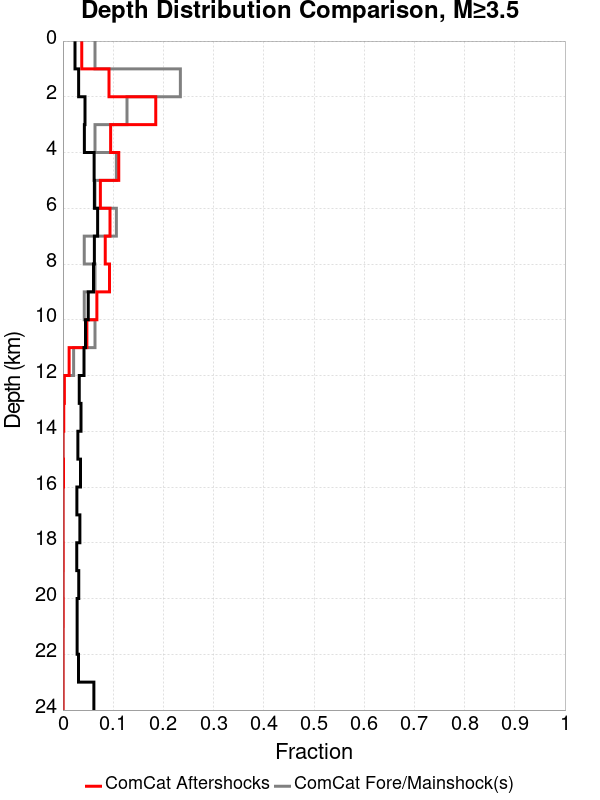 Depth Distribution Comparison, M≥3.5
0
2
4
6
8
10
12
14
16
18
20
22
24
Depth (km)
0 0.1 0.2 0.3 0.4 0.5 0.6 0.7 0.8 0.9 1
Fraction
ComCat Aftershocks ComCat Fore/Mainshock(s)